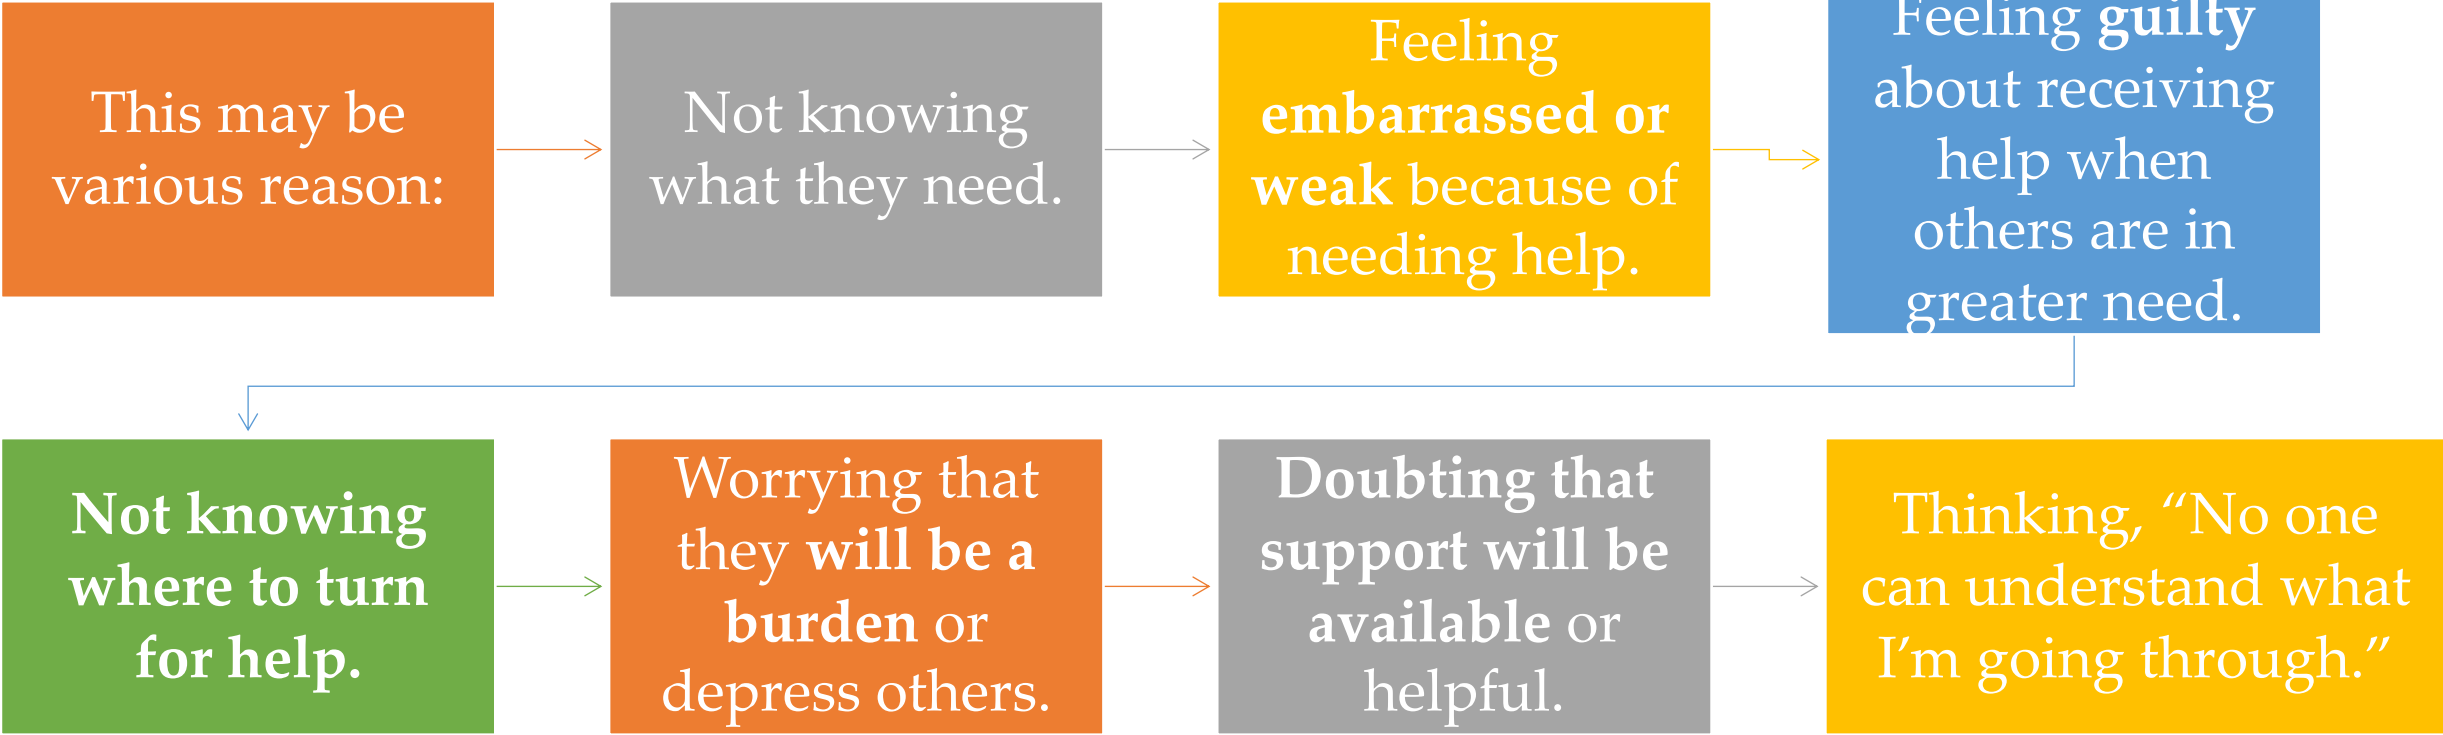 This may be
various reason:
Not knowing
what they need.
Feeling
embarrassed or
weak because of
needing help.
Feeling guilty
about receiving
help when
others are in
greater need.
Not knowing
where to turn
for help.
Worrying that
they will be a
burden or
depress others.
Doubting that
support will be
available or
helpful.
Thinking, “No one
can understand what
I’m going through.”